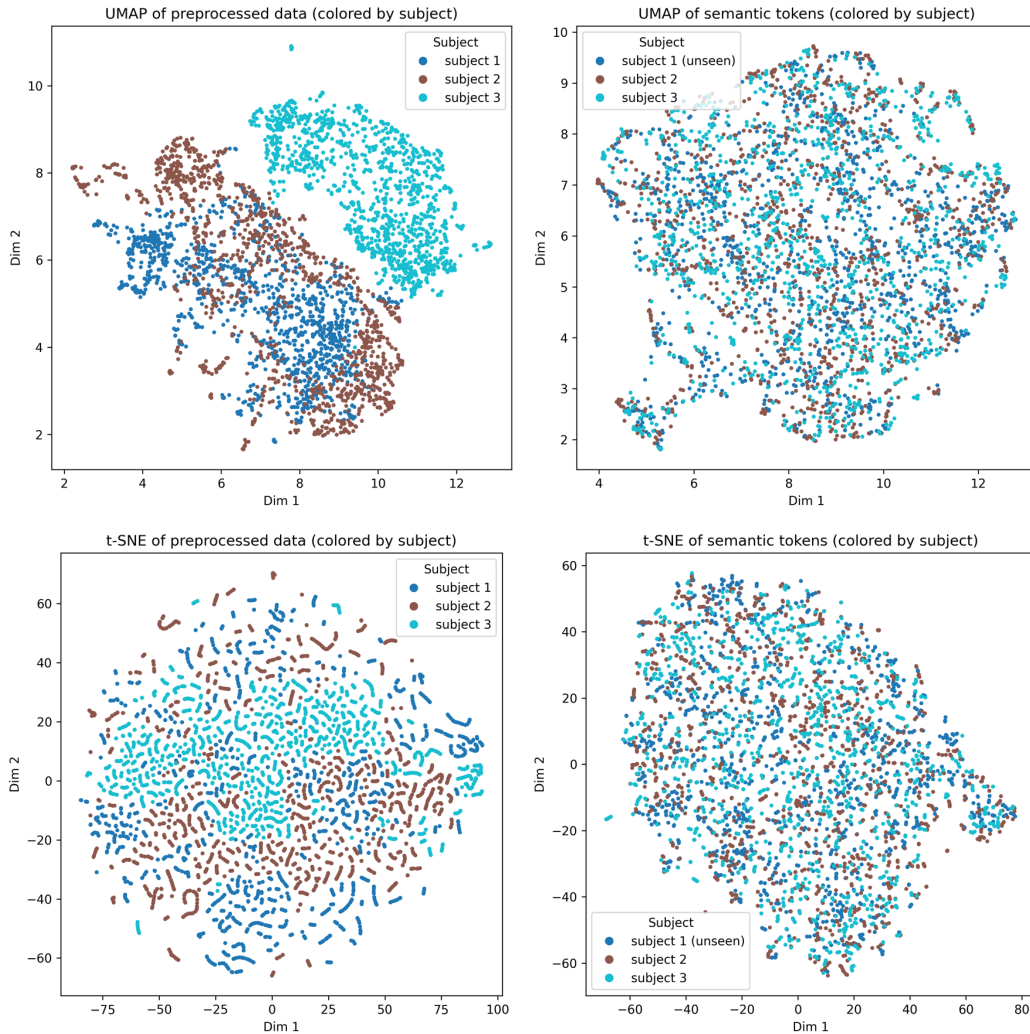 UMAP of preprocessed data (colored by subject)
Subject
subject 1
subject 2
subject 3
10
8
6
4
2
Dim 2
2
4
6
8
10
12
Dim 1
UMAP of semantic tokens (colored by subject)
Subject
subject 1 (unseen)
subject 2
subject 3
10
9
8
7
6
5
4
3
2
Dim 2
4
6
8
10
12
Dim 1
t-SNE of preprocessed data (colored by subject)
Subject
subject 1
subject 2
subject 3
60
40
20
0
−20
−40
−60
Dim 2
−75
−50
−25
0
25
50
75
100
Dim 1
t-SNE of semantic tokens (colored by subject)
60
40
20
0
−20
−40
−60
Dim 2
Subject
subject 1 (unseen)
subject 2
subject 3
−60
−40
−20
0
20
40
60
80
Dim 1